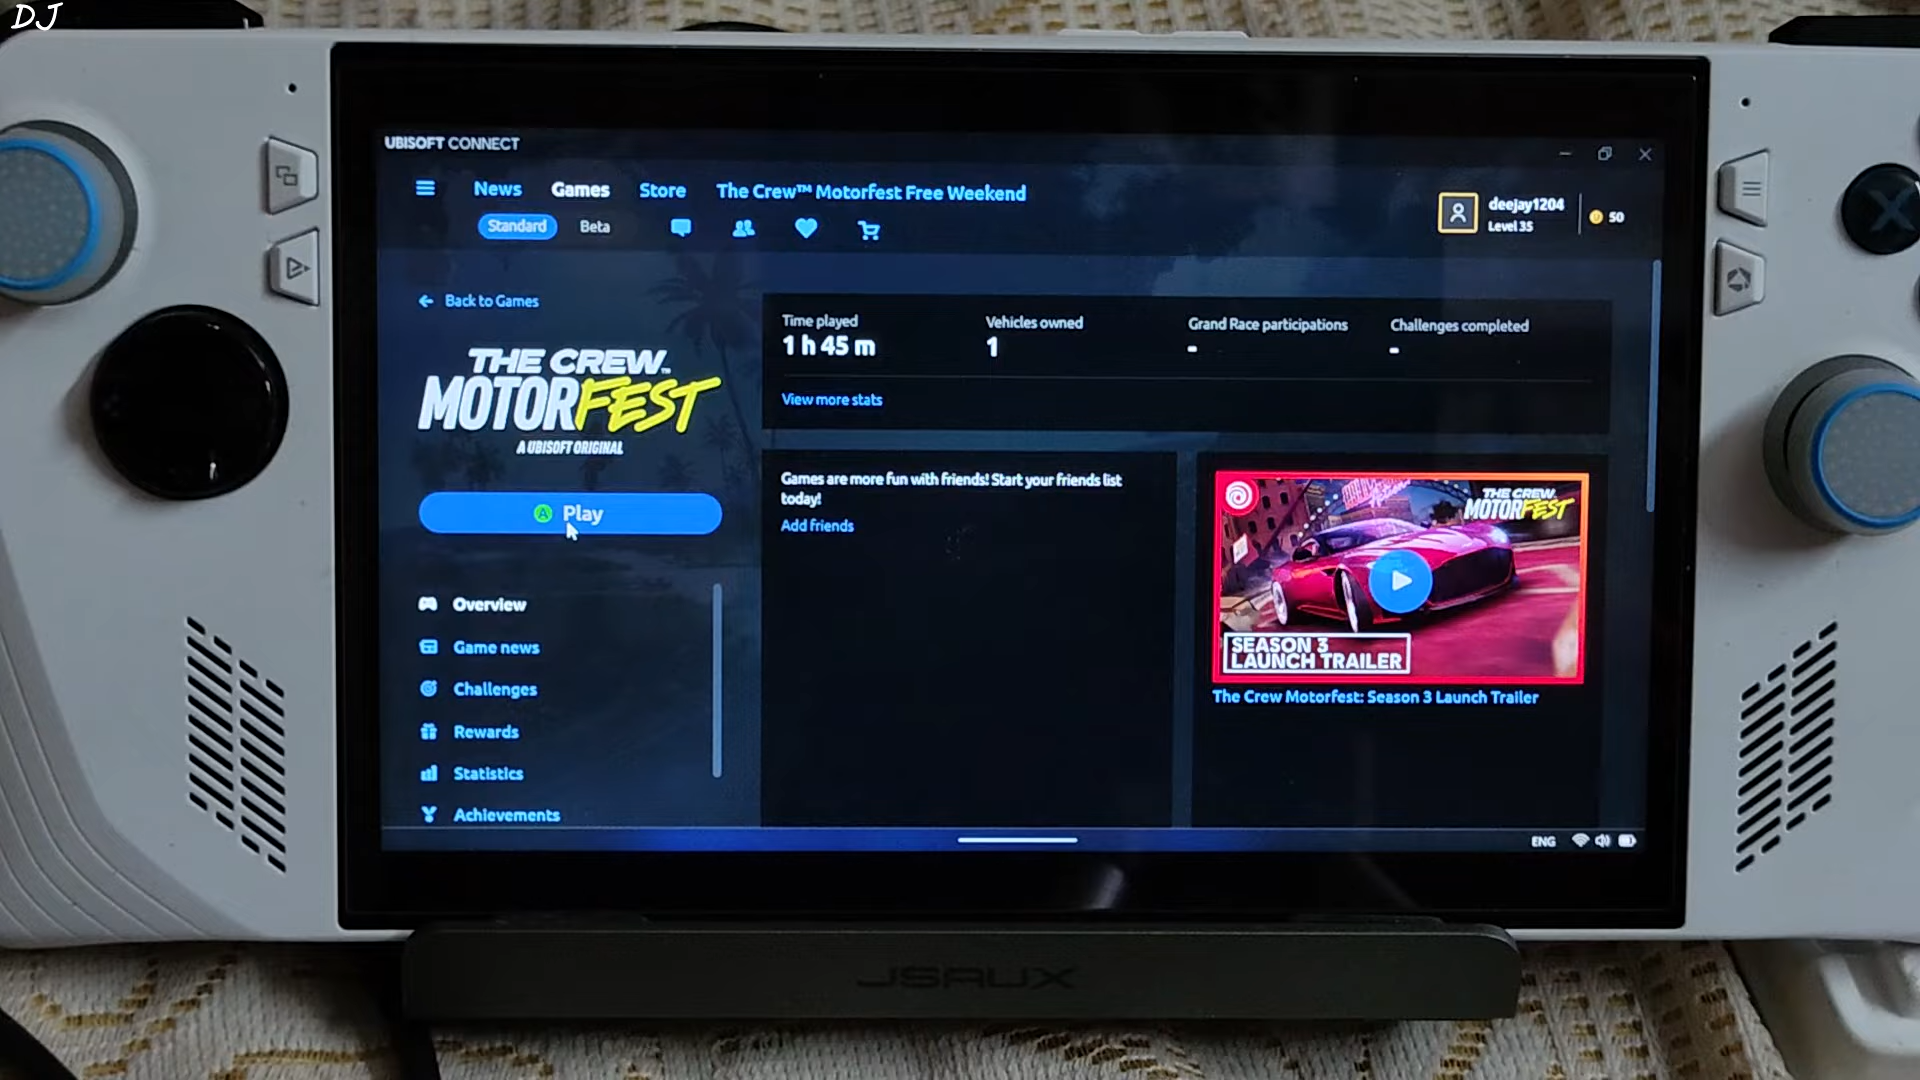 DJ
UBISOFT CONNECT
News Games Store The Crew™ Motorfest Free Weekend
Standard Beta
deejay1204
Level 35
50
Back to Games
THE CREW™
MOTORFEST
A UBISOFT ORIGINAL
A Play
Overview
Game news
Challenges
Rewards
Statistics
Achievements
Time played
1 h 45 m
Vehicles owned
1
Grand Race participations
-
Challenges completed
-
View more stats
Games are more fun with friends! Start your friends list
today!
Add friends
THE CREW
MOTORFEST
SEASON 3
LAUNCH TRAILER
The Crew Motorfest: Season 3 Launch Trailer
ENG
X
JSAUX